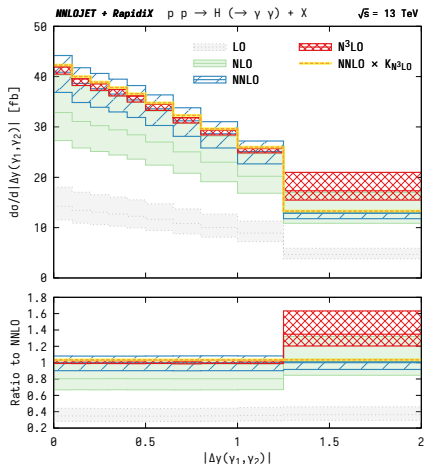 NNLOJET + RapidiX p p → H (→ γ γ) + X √s = 13 TeV
LO N³LO
NLO NNLO × K_N³LO
NNLO
dσ/d|Δy(γ₁,γ₂)| [fb]
50
40
30
20
10
0
Ratio to NNLO
1.8
1.6
1.4
1.2
1
0.8
0.6
0.4
0.2
0 0.5 1 1.5 2
|Δy(γ₁,γ₂)|